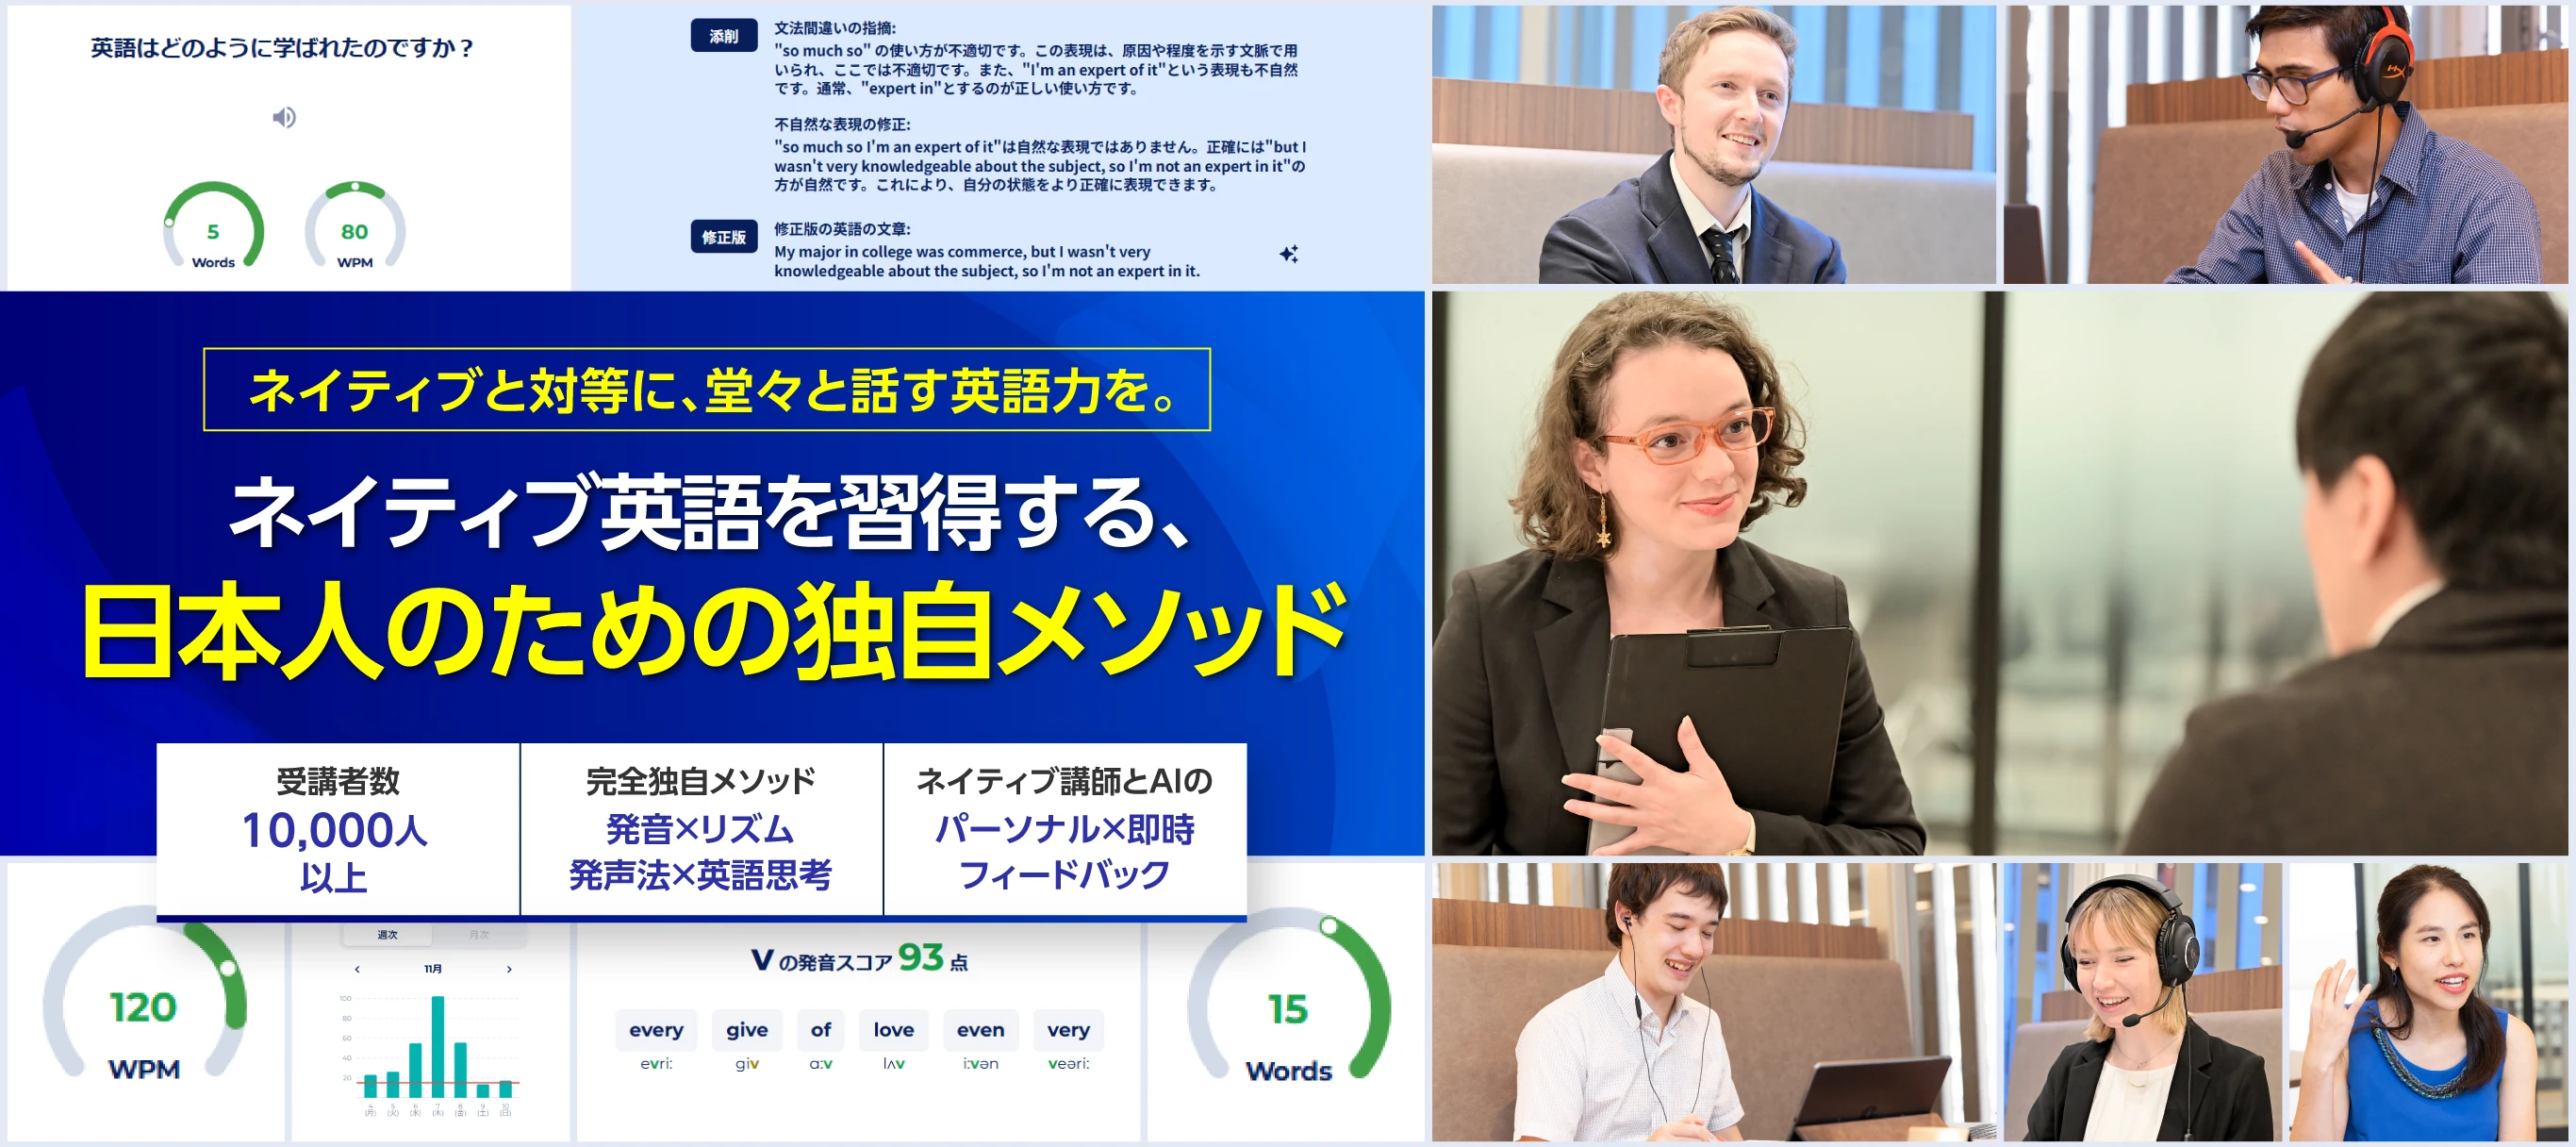 英語はどのように学ばれたのですか？
5
Words
80
WPM
添削
文法間違いの指摘:
"so much so" の使い方が不適切です。この表現は、原因や程度を示す文脈で用
いられ、ここでは不適切です。また、"I'm an expert of it"という表現も不自然
です。通常、"expert in"とするのが正しい使い方です。
不自然な表現の修正:
"so much so I'm an expert of it"は自然な表現ではありません。正確には"but I
wasn't very knowledgeable about the subject, so I'm not an expert in it"の
方が自然です。これにより、自分の状態をより正確に表現できます。
修正版
修正版の英語の文章:
My major in college was commerce, but I wasn't very
knowledgeable about the subject, so I'm not an expert in it.
ネイティブと対等に、堂々と話す英語力を。
ネイティブ英語を習得する、
日本人のための独自メソッド
受講者数
10,000人
以上
完全独自メソッド
発音×リズム
発声法×英語思考
ネイティブ講師とAIの
パーソナル×即時
フィードバック
120
WPM
週次
月次
11月
100
80
60
40
20
4 5 6 7 8 9 10
(月) (火) (水) (木) (金) (土) (日)
V の発音スコア 93 点
every give of love even very
evri: giv ɑ:v lʌv i:vən veəri:
15
Words